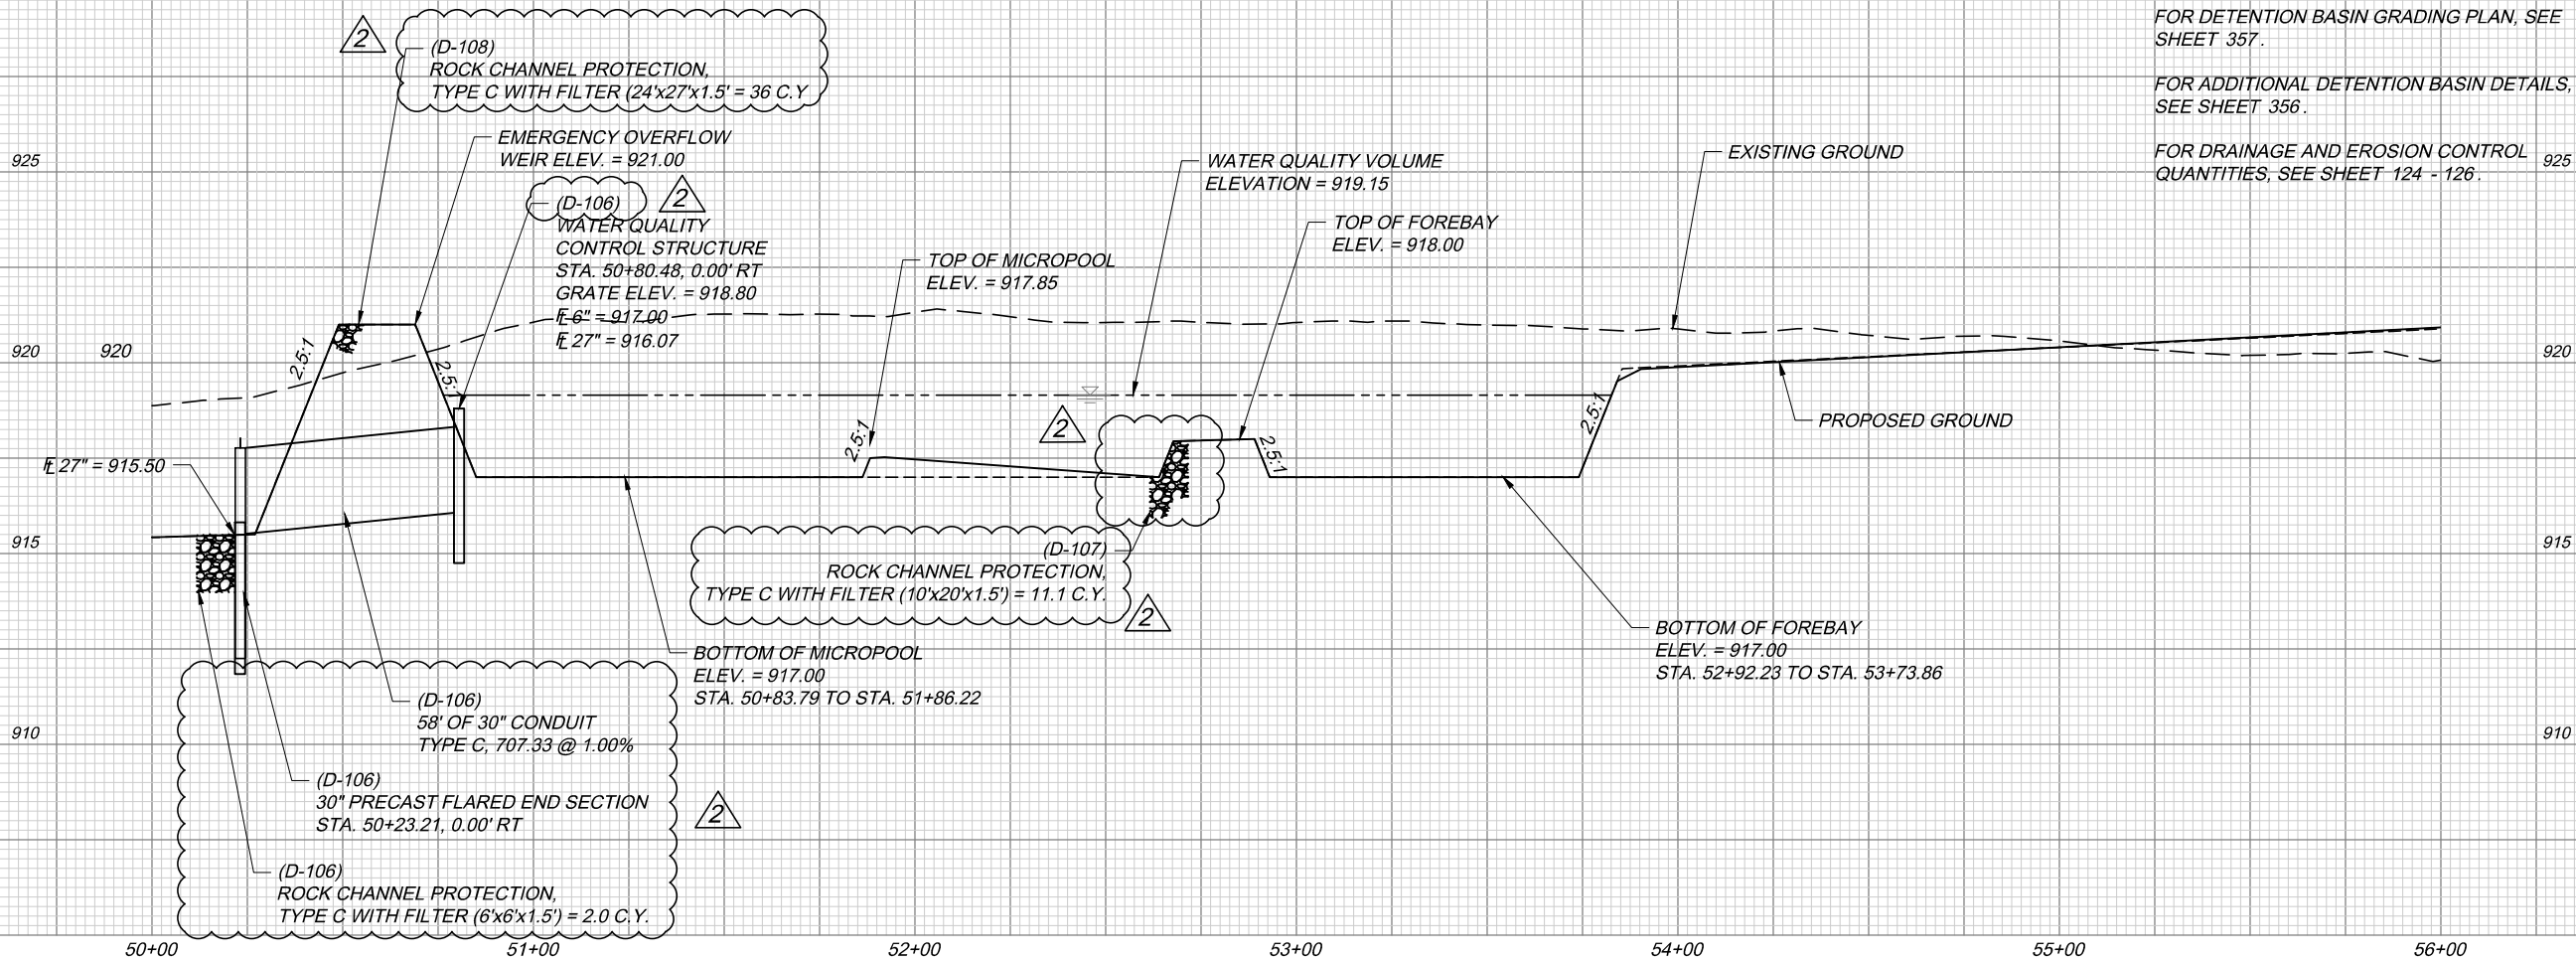 2
(D-108)
ROCK CHANNEL PROTECTION,
TYPE C WITH FILTER (24'x27'x1.5' = 36 C.Y
EMERGENCY OVERFLOW
WEIR ELEV. = 921.00
(D-106)
2
WATER QUALITY
CONTROL STRUCTURE
STA. 50+80.48, 0.00' RT
GRATE ELEV. = 918.80
FL 6" = 917.00
FL 27" = 916.07
TOP OF MICROPOOL
ELEV. = 917.85
WATER QUALITY VOLUME
ELEVATION = 919.15
TOP OF FOREBAY
ELEV. = 918.00
EXISTING GROUND
FOR DETENTION BASIN GRADING PLAN, SEE
SHEET 357.
FOR ADDITIONAL DETENTION BASIN DETAILS,
SEE SHEET 356.
FOR DRAINAGE AND EROSION CONTROL
QUANTITIES, SEE SHEET 124 - 126.
925
925
920
920
920
2.5:1
2.5:1
2.5:1
2
2.5:1
2.5:1
PROPOSED GROUND
FL 27" = 915.50
915
915
(D-107)
ROCK CHANNEL PROTECTION,
TYPE C WITH FILTER (10'x20'x1.5') = 11.1 C.Y.
2
BOTTOM OF MICROPOOL
ELEV. = 917.00
STA. 50+83.79 TO STA. 51+86.22
BOTTOM OF FOREBAY
ELEV. = 917.00
STA. 52+92.23 TO STA. 53+73.86
910
910
(D-106)
58' OF 30" CONDUIT
TYPE C, 707.33 @ 1.00%
(D-106)
30" PRECAST FLARED END SECTION
STA. 50+23.21, 0.00' RT
2
(D-106)
ROCK CHANNEL PROTECTION,
TYPE C WITH FILTER (6'x6'x1.5') = 2.0 C.Y.
50+00
51+00
52+00
53+00
54+00
55+00
56+00